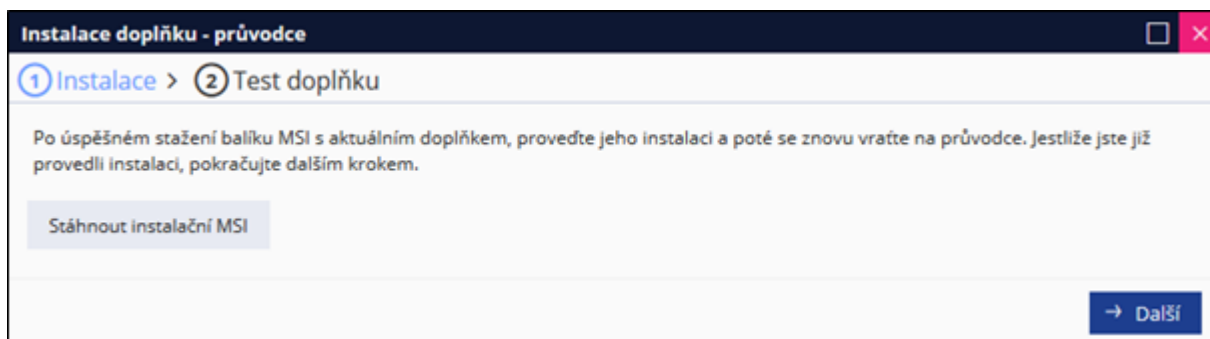 Instalace doplňku - průvodce
1 Instalace > 2 Test doplňku
Po úspěšném stažení balíku MSI s aktuálním doplňkem, proveďte jeho instalaci a poté se znovu vraťte na průvodce. Jestliže jste již
provedli instalaci, pokračujte dalším krokem.
Stáhnout instalační MSI
→ Další